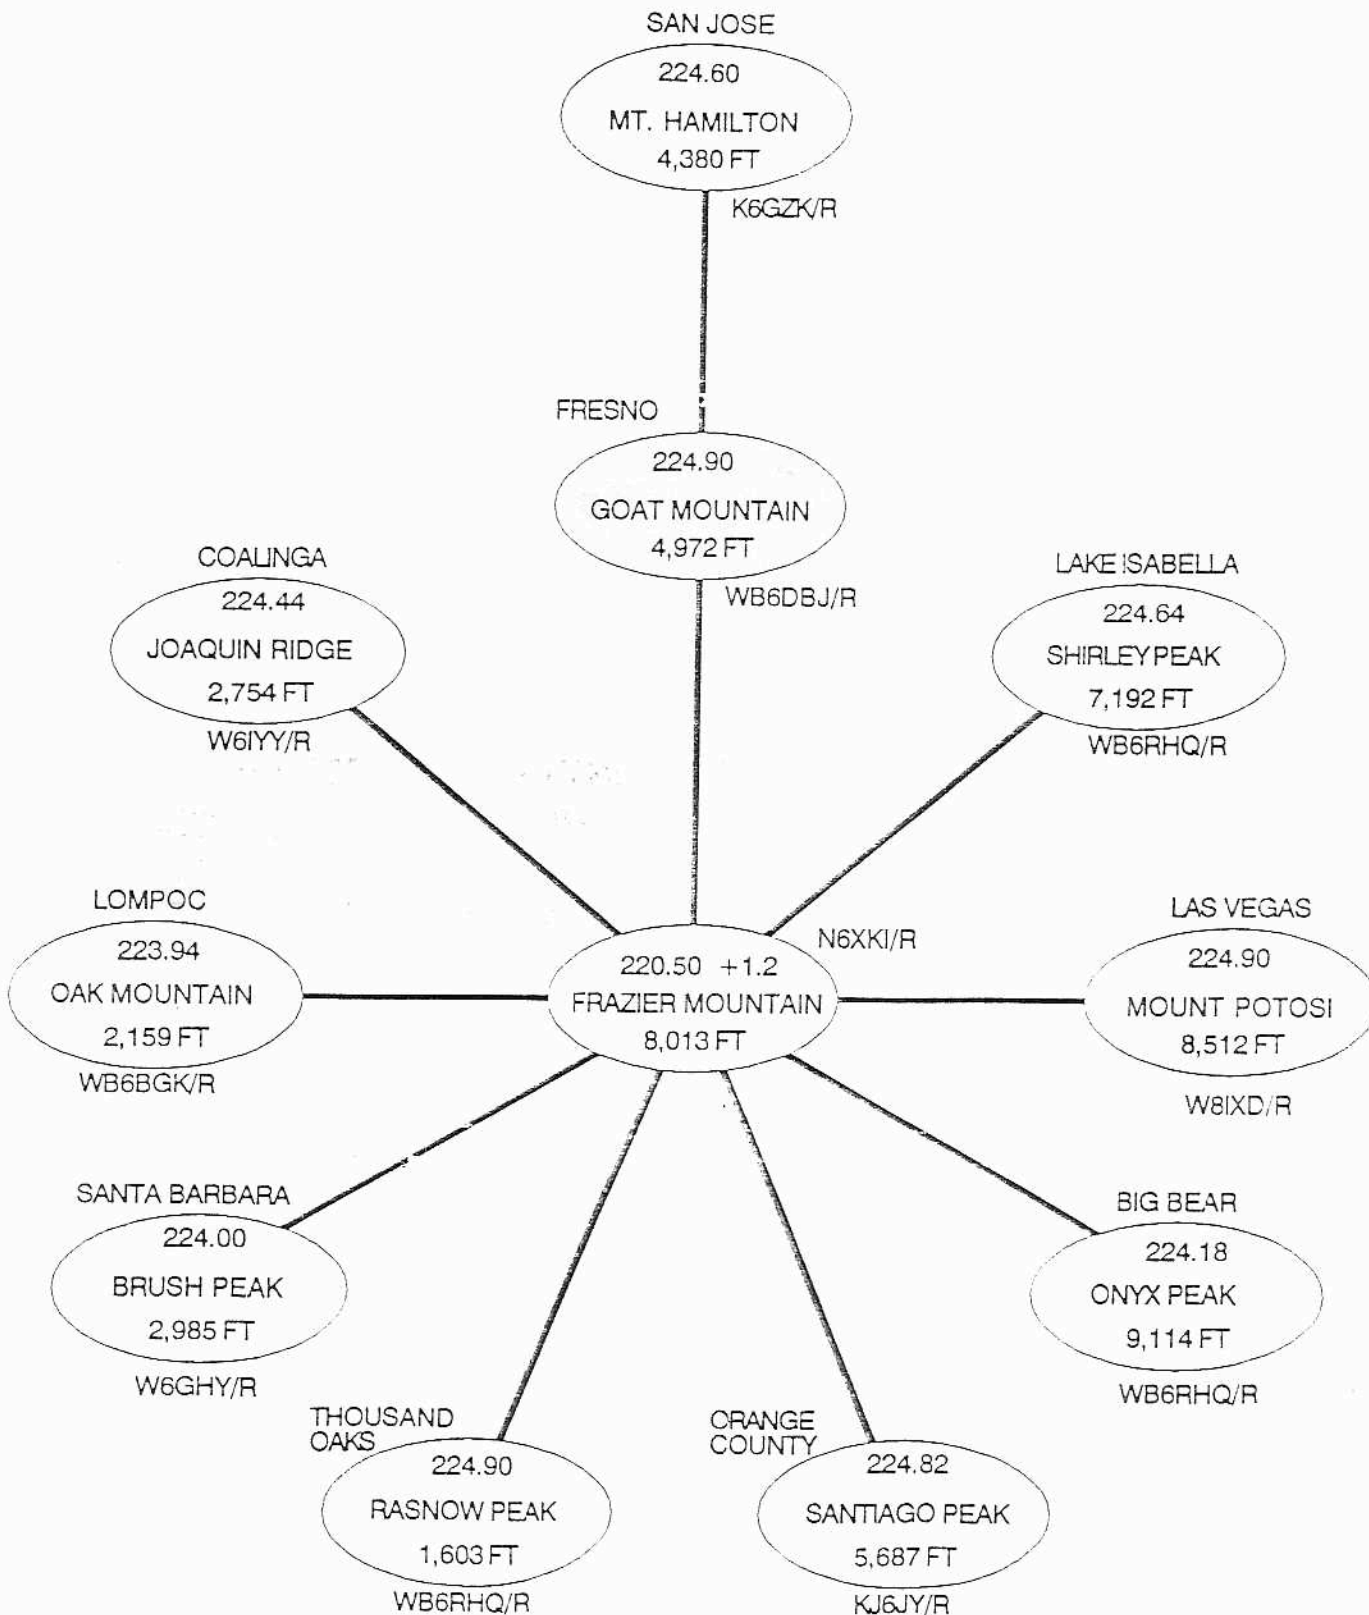 SAN JOSE
224.60
MT. HAMILTON
4,380 FT
K6GZK/R
FRESNO
224.90
GOAT MOUNTAIN
4,972 FT
WB6DBJ/R
COALINGA
224.44
JOAQUIN RIDGE
2,754 FT
W6IYY/R
LAKE ISABELLA
224.64
SHIRLEY PEAK
7,192 FT
WB6RHQ/R
LOMPOC
223.94
OAK MOUNTAIN
2,159 FT
WB6BGK/R
N6XKI/R
220.50 +1.2
FRAZIER MOUNTAIN
8,013 FT
LAS VEGAS
224.90
MOUNT POTOSI
8,512 FT
W8IXD/R
SANTA BARBARA
224.00
BRUSH PEAK
2,985 FT
W6GHY/R
BIG BEAR
224.18
ONYX PEAK
9,114 FT
WB6RHQ/R
THOUSAND
OAKS
224.90
RASNOW PEAK
1,603 FT
WB6RHQ/R
ORANGE
COUNTY
224.82
SANTIAGO PEAK
5,687 FT
KJ6JY/R